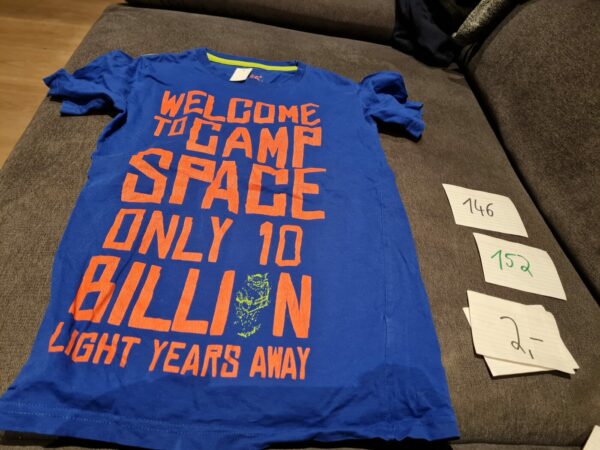 WELCOME
TO CAMP
SPACE
ONLY 10
BILLION
LIGHT YEARS AWAY
146
152
2,-